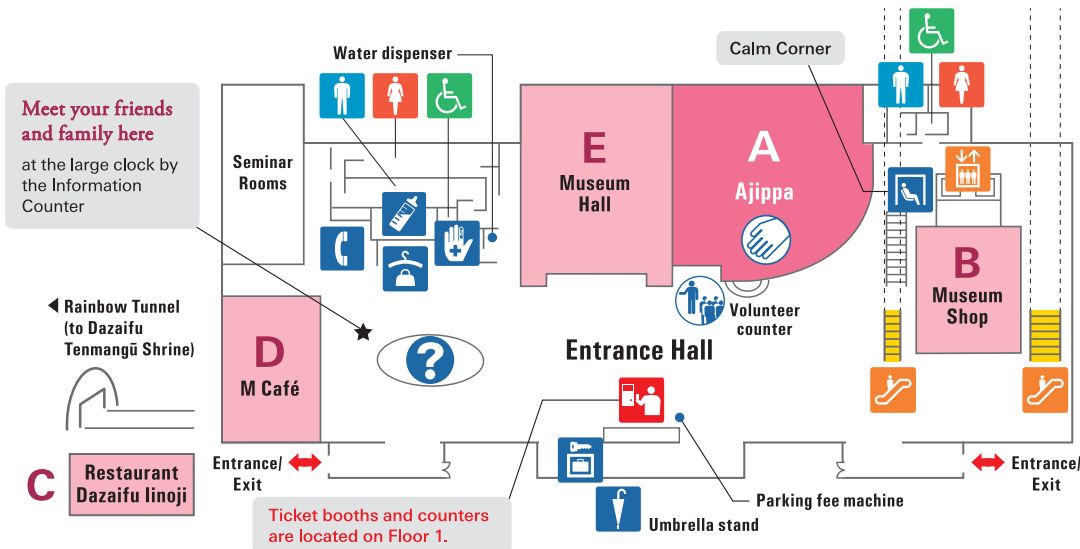 Water dispenser
Calm Corner
Meet your friends
and family here
at the large clock by
the Information
Counter
Seminar
Rooms
E
Museum
Hall
A
Ajippa
B
Museum
Shop
Volunteer
counter
Rainbow Tunnel
(to Dazaifu
Tenmangū Shrine)
D
M Café
?
Entrance Hall
C
Restaurant
Dazaifu Iinoji
Entrance/
Exit
Ticket booths and counters
are located on Floor 1.
Umbrella stand
Parking fee machine
Entrance/
Exit